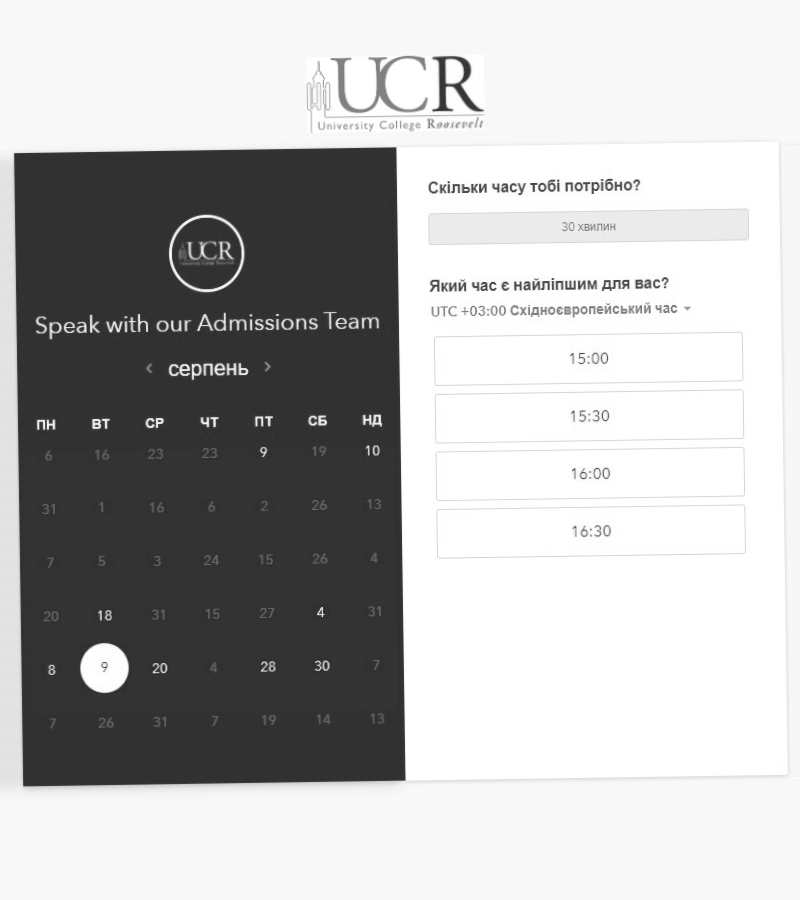 UCR
University College Roosevelt
UCR
Speak with our Admissions Team
серпень
ПН ВТ СР ЧТ ПТ СБ НД
6 16 23 23 9 19 10
31 1 16 6 2 26 13
7 5 3 24 15 26 4
20 18 31 15 27 4 31
8 9 20 4 28 30 7
7 26 31 7 19 14 13
Скільки часу тобі потрібно?
30 хвилин
Який час є найліпшим для вас?
UTC +03:00 Східноєвропейський час
15:00
15:30
16:00
16:30